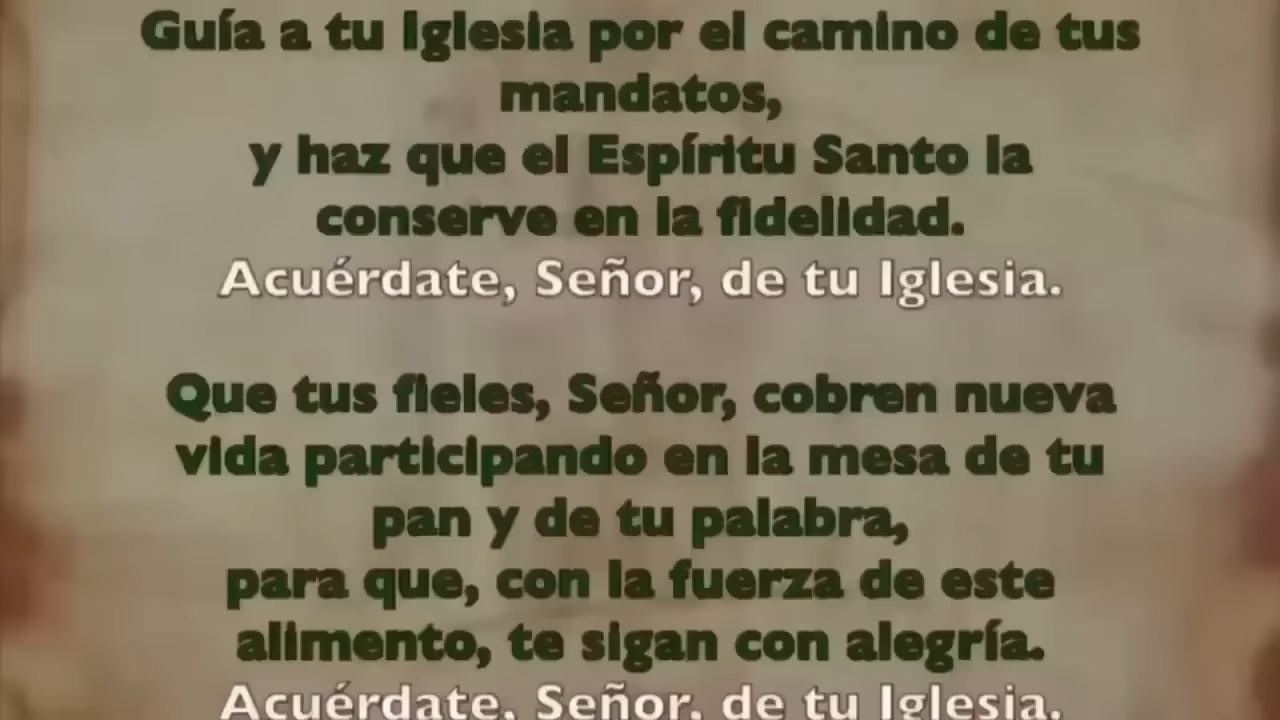 Guía a tu Iglesia por el camino de tus
mandatos,
y haz que el Espíritu Santo la
conserve en la fidelidad.
Acuérdate, Señor, de tu Iglesia.
Que tus fieles, Señor, cobren nueva
vida participando en la mesa de tu
pan y de tu palabra,
para que, con la fuerza de este
alimento, te sigan con alegría.
Acuérdate, Señor, de tu Iglesia.